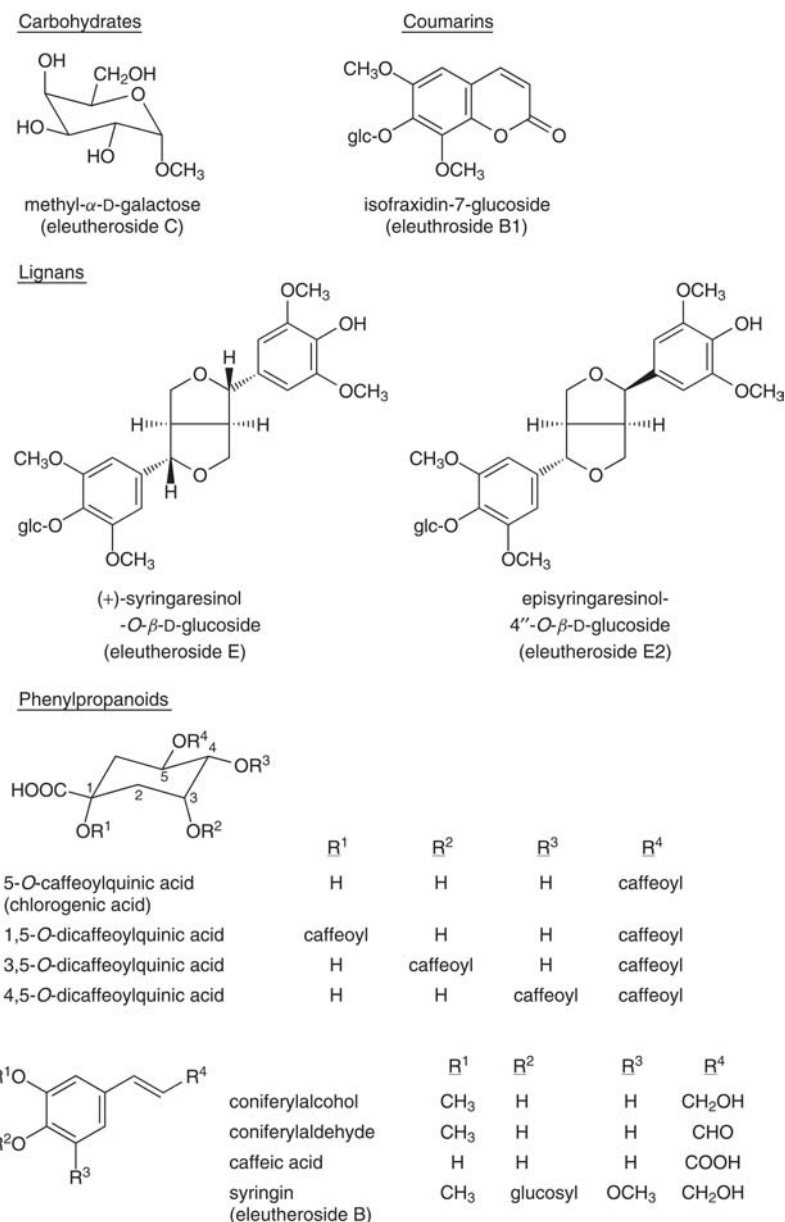 Carbohydrates
Coumarins
OH
CH₂OH
O
HO
HO
OCH₃
CH₃O
glc-O
O
O
OCH₃
methyl-α-D-galactose
(eleutheroside C)
isofraxidin-7-glucoside
(eleuthroside B1)
Lignans
OCH₃
OH
OCH₃
H
O
H
H
CH₃O
H
O
glc-O
OCH₃
OCH₃
OH
OCH₃
O
H
H
CH₃O
O
glc-O
OCH₃
(+)-syringaresinol
-O-β-D-glucoside
(eleutheroside E)
episyringaresinol-
4″-O-β-D-glucoside
(eleutheroside E2)
Phenylpropanoids
OR⁴
4
OR³
5
HOOC
1
2
3
OR¹
OR²
R¹ R² R³ R⁴
5-O-caffeoylquinic acid H H H caffeoyl
(chlorogenic acid)
1,5-O-dicaffeoylquinic acid caffeoyl H H caffeoyl
3,5-O-dicaffeoylquinic acid H caffeoyl H caffeoyl
4,5-O-dicaffeoylquinic acid H H caffeoyl caffeoyl
R¹O
R⁴
R²O
R³
R¹ R² R³ R⁴
coniferylalcohol CH₃ H H CH₂OH
coniferylaldehyde CH₃ H H CHO
caffeic acid H H H COOH
syringin CH₃ glucosyl OCH₃ CH₂OH
(eleutheroside B)